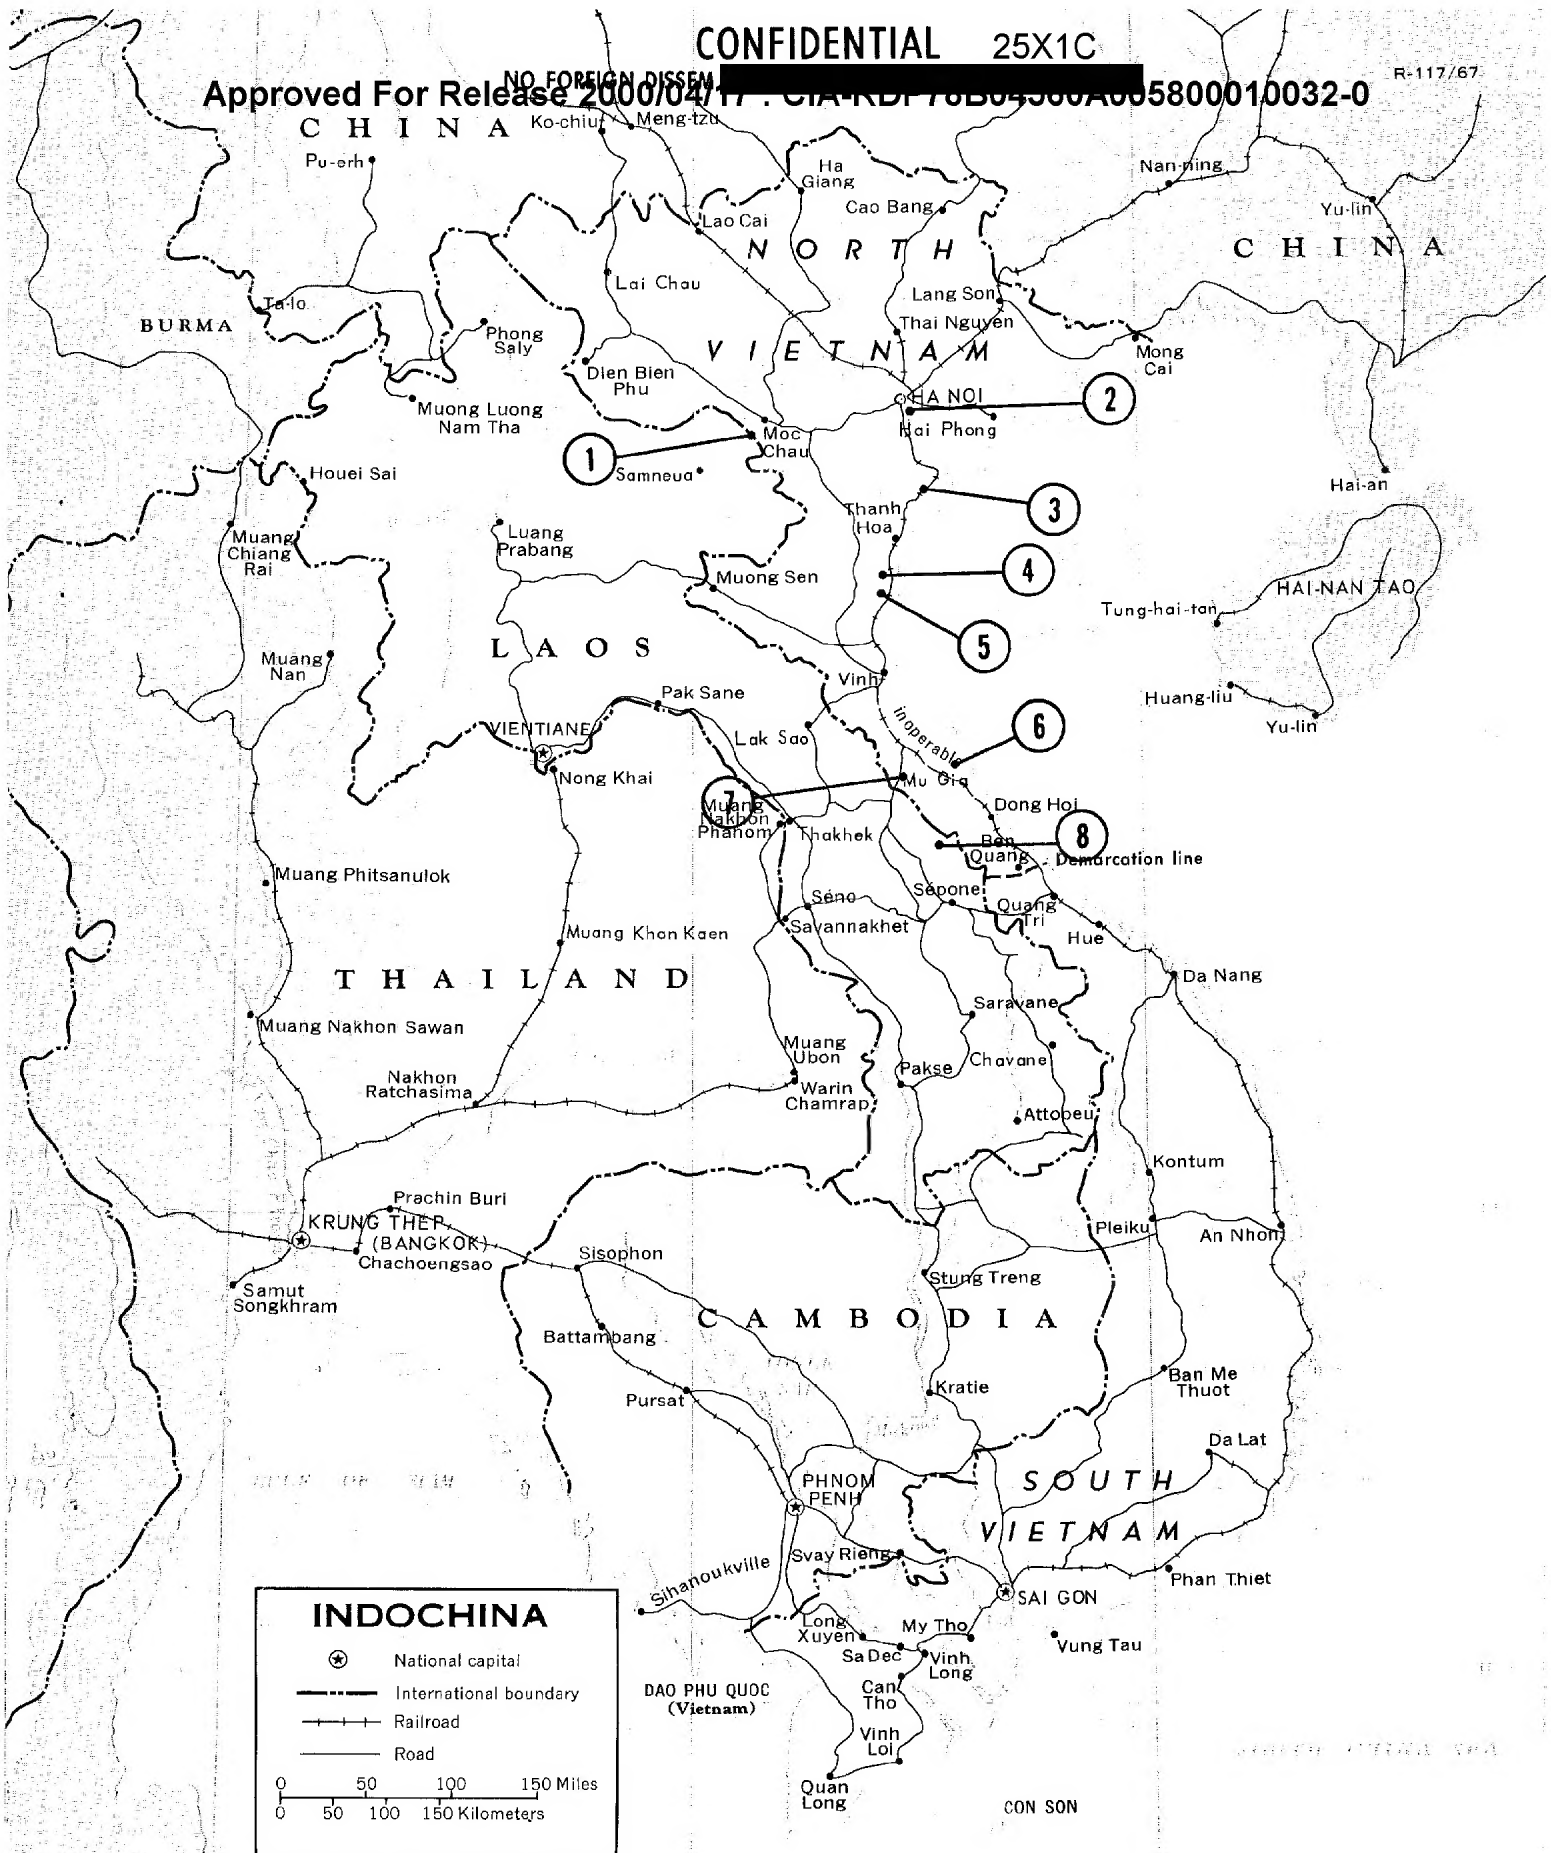 CONFIDENTIAL 25X1C
NO FOREIGN DISSEM
R-117/67
Approved For Release 2000/04/17 : CIA-RDP78B04560A005800010032-0
CHINA
Ko-chiu
Meng-tzu
Pu-erh
Ha
Giang
Nan-ning
Cao Bang
Yu-lin
Lao Cai
NORTH
CHINA
Lai Chau
Lang Son
Ta-lo
BURMA
Thai Nguyen
Phong
Saly
VIETNAM
Mong
Cai
Dien Bien
Phu
HA NOI
2
Muong Luong
Nam Tha
Hai Phong
Moc
Chau
1
Houei Sai
Samneua
Hai-an
3
Thanh
Hoa
Muang
Chiang
Rai
Luang
Prabang
4
Muong Sen
HAI-NAN TAO
Tung-hai-tan
LAOS
5
Muang
Nan
Vinh
Pak Sane
Huang-liu
Yu-lin
inoperable
6
VIENTIANE
Lak Sao
Nong Khai
Mu Gia
7
Muang
Nakhon
Phanom
Dong Hoi
Thakhek
8
Ben
Quang
Demarcation line
Muang Phitsanulok
Séno
Sépone
Quang
Tri
Savannakhet
Muang Khon Kaen
Hue
THAILAND
Da Nang
Saravane
Muang Nakhon Sawan
Muang
Ubon
Chavane
Pakse
Nakhon
Ratchasima
Warin
Chamrap
Attopeu
Kontum
Prachin Buri
KRUNG THEP
(BANGKOK)
Pleiku
An Nhon
Chachoengsao
Sisophon
Stung Treng
Samut
Songkhram
CAMBODIA
Battambang
Ban Me
Thuot
Kratie
Pursat
Da Lat
PHNOM
PENH
SOUTH
VIETNAM
Svay Rieng
Sihanoukville
Phan Thiet
SAI GON
INDOCHINA
Long
Xuyen
My Tho
Vung Tau
Sa Dec
Vinh
Long
National capital
International boundary
DAO PHU QUOC
(Vietnam)
Can
Tho
Railroad
Vinh
Loi
Road
0 50 100 150 Miles
0 50 100 150 Kilometers
Quan
Long
CON SON